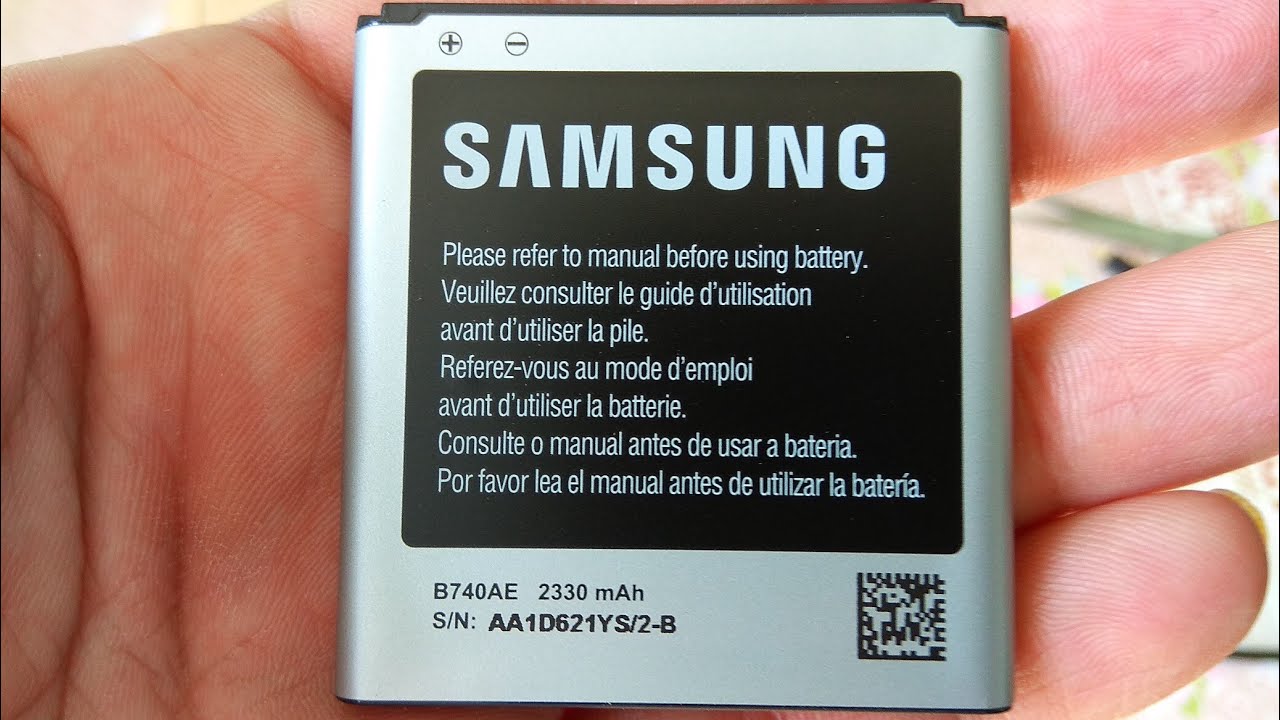 + -
SAMSUNG
Please refer to manual before using battery.
Veuillez consulter le guide d'utilisation
avant d'utiliser la pile.
Referez-vous au mode d'emploi
avant d'utiliser la batterie.
Consulte o manual antes de usar a bateria.
Por favor lea el manual antes de utilizar la batería.
B740AE 2330 mAh
S/N: AA1D621YS/2-B